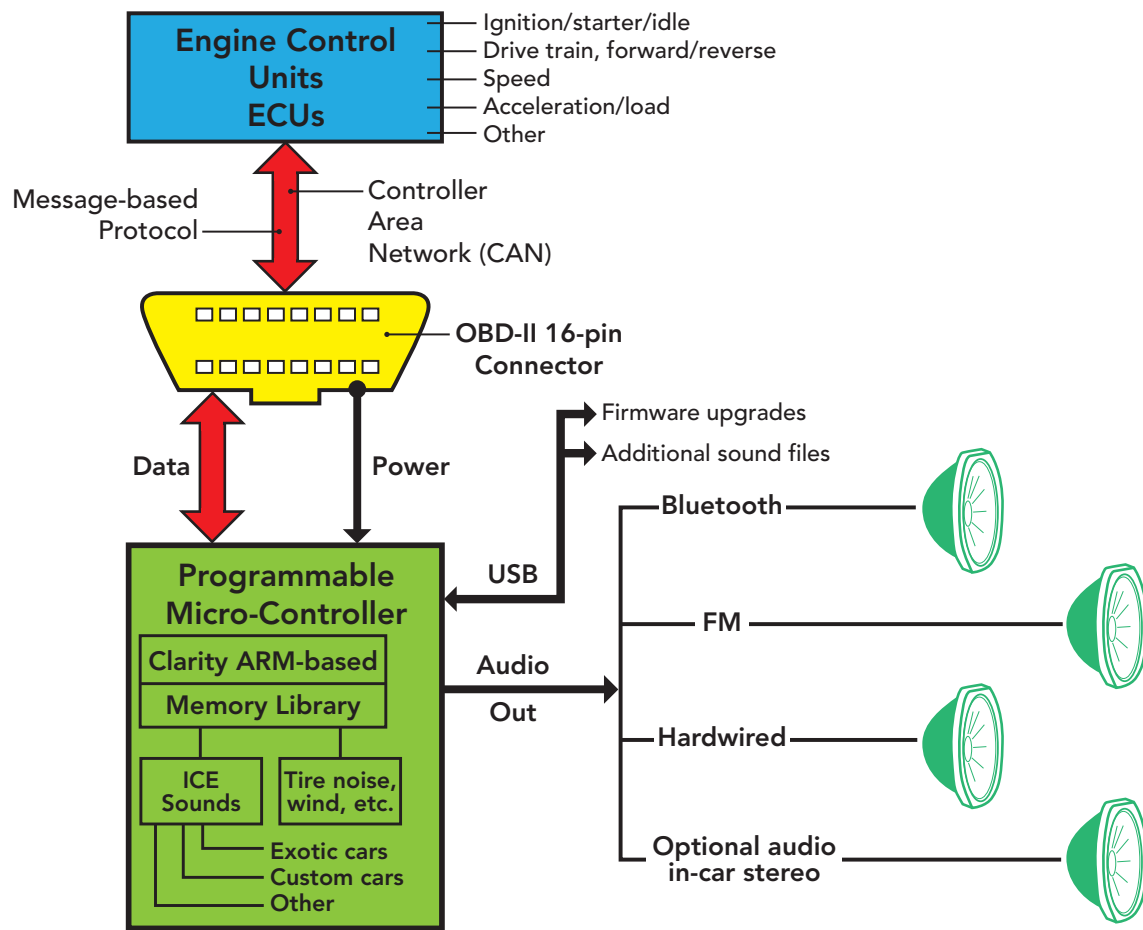 Engine Control
Units
ECUs
Ignition/starter/idle
Drive train, forward/reverse
Speed
Acceleration/load
Other
Message-based
Protocol
Controller
Area
Network (CAN)
OBD-II 16-pin
Connector
Data
Power
Firmware upgrades
Additional sound files
USB
Programmable
Micro-Controller
Clarity ARM-based
Memory Library
ICE
Sounds
Tire noise,
wind, etc.
Exotic cars
Custom cars
Other
Audio
Out
Bluetooth
FM
Hardwired
Optional audio
in-car stereo